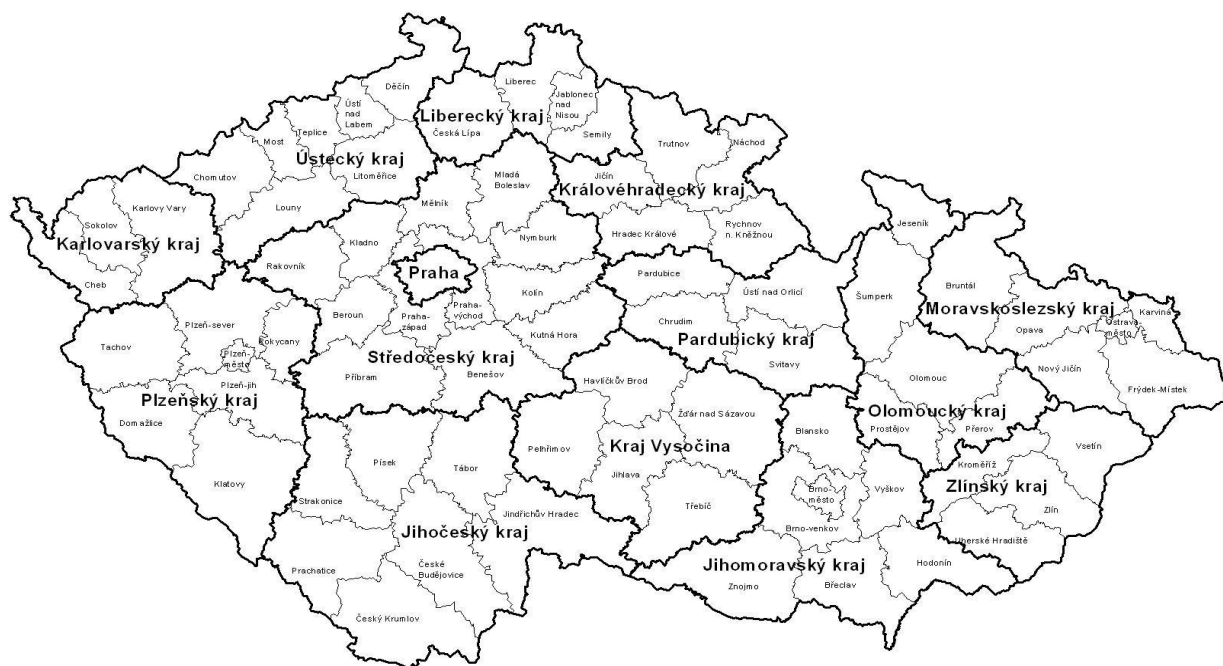 Děčín
Liberec
Ústí
nad
Labem
Jablonec
nad
Nisou
Liberecký kraj
Česká Lípa
Teplice
Most
Semily
Trutnov
Náchod
Ústecký kraj
Litoměřice
Chomutov
Mladá
Boleslav
Jičín
Královéhradecký kraj
Mělník
Louny
Karlovy Vary
Sokolov
Karlovarský kraj
Cheb
Kladno
Nymburk
Hradec Králové
Rychnov
n. Kněžnou
Jeseník
Rakovník
Praha
Kolín
Pardubice
Ústí nad Orlicí
Šumperk
Bruntál
Moravskoslezský kraj
Karviná
Ostrava-
město
Opava
Beroun
Praha-
západ
Praha-
východ
Kutná Hora
Chrudim
Pardubický kraj
Svitavy
Tachov
Plzeň-sever
Rokycany
Plzeň-
město
Plzeň-jih
Plzeňský kraj
Středočeský kraj
Příbram
Benešov
Havlíčkův Brod
Olomouc
Nový Jičín
Frýdek-Místek
Olomoucký kraj
Prostějov
Přerov
Domažlice
Žďár nad Sázavou
Blansko
Vsetín
Klatovy
Písek
Tábor
Pelhřimov
Kraj Vysočina
Jihlava
Třebíč
Kroměříž
Zlínský kraj
Zlín
Strakonice
Jindřichův Hradec
Brno-
město
Vyškov
Brno-venkov
Uherské Hradiště
Jihočeský kraj
České
Budějovice
Prachatice
Český Krumlov
Jihomoravský kraj
Znojmo
Břeclav
Hodonín